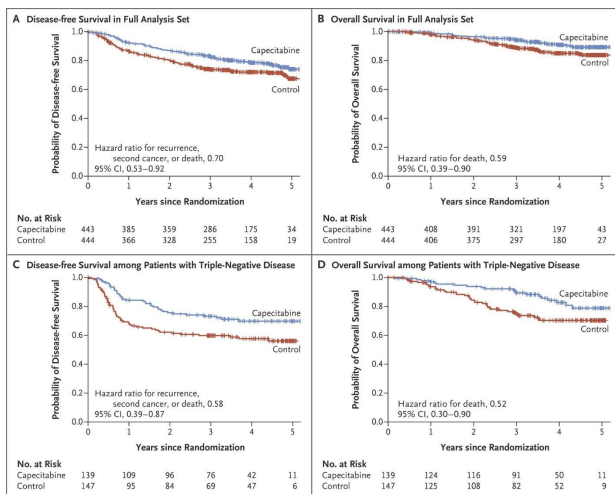 A Disease-free Survival in Full Analysis Set
Probability of Disease-free Survival
1.0
0.8
0.6
0.4
0.2
0.0
Capecitabine
Control
Hazard ratio for recurrence,
second cancer, or death, 0.70
95% CI, 0.53–0.92
0 1 2 3 4 5
Years since Randomization
No. at Risk
Capecitabine 443 385 359 286 175 34
Control 444 366 328 255 158 19
B Overall Survival in Full Analysis Set
Probability of Overall Survival
1.0
0.8
0.6
0.4
0.2
0.0
Capecitabine
Control
Hazard ratio for death, 0.59
95% CI, 0.39–0.90
0 1 2 3 4 5
Years since Randomization
No. at Risk
Capecitabine 443 408 391 321 197 43
Control 444 406 375 297 180 27
C Disease-free Survival among Patients with Triple-Negative Disease
Probability of Disease-free Survival
1.0
0.8
0.6
0.4
0.2
0.0
Capecitabine
Control
Hazard ratio for recurrence,
second cancer, or death, 0.58
95% CI, 0.39–0.87
0 1 2 3 4 5
Years since Randomization
No. at Risk
Capecitabine 139 109 96 76 42 11
Control 147 95 84 69 47 6
D Overall Survival among Patients with Triple-Negative Disease
Probability of Overall Survival
1.0
0.8
0.6
0.4
0.2
0.0
Capecitabine
Control
Hazard ratio for death, 0.52
95% CI, 0.30–0.90
0 1 2 3 4 5
Years since Randomization
No. at Risk
Capecitabine 139 124 116 91 50 11
Control 147 125 108 82 52 9